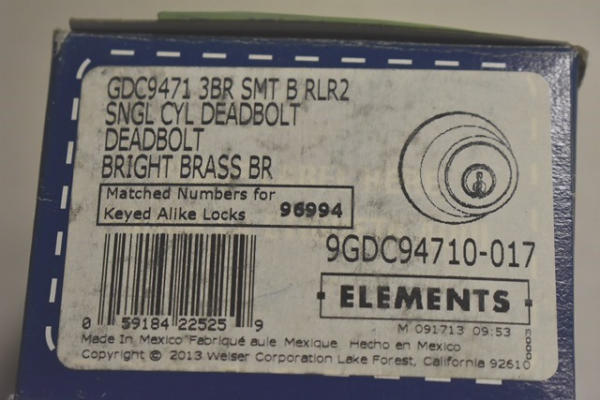 GDC9471 3BR SMT B RLR2
SNGL CYL DEADBOLT
DEADBOLT
BRIGHT BRASS BR
Matched Numbers for
Keyed Alike Locks 96994
9GDC94710-017
ELEMENTS
0 59184 22525 9
M 091713 09:53
Made In Mexico Fabriqué aule Mexique Hecho en Mexico
Copyright © 2013 Weiser Corporation Lake Forest, California 92610